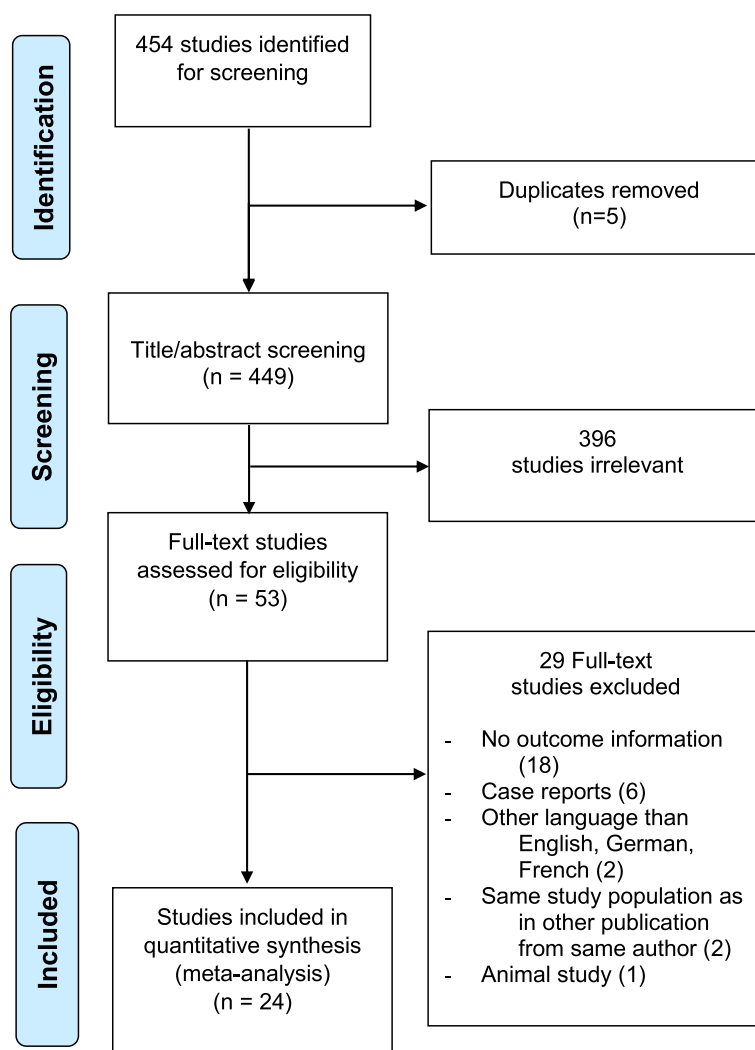 Identification
454 studies identified
for screening
Duplicates removed
(n=5)
Screening
Title/abstract screening
(n = 449)
396
studies irrelevant
Eligibility
Full-text studies
assessed for eligibility
(n = 53)
29 Full-text
studies excluded
- No outcome information
(18)
- Case reports (6)
- Other language than
English, German,
French (2)
- Same study population as
in other publication
from same author (2)
- Animal study (1)
Included
Studies included in
quantitative synthesis
(meta-analysis)
(n = 24)